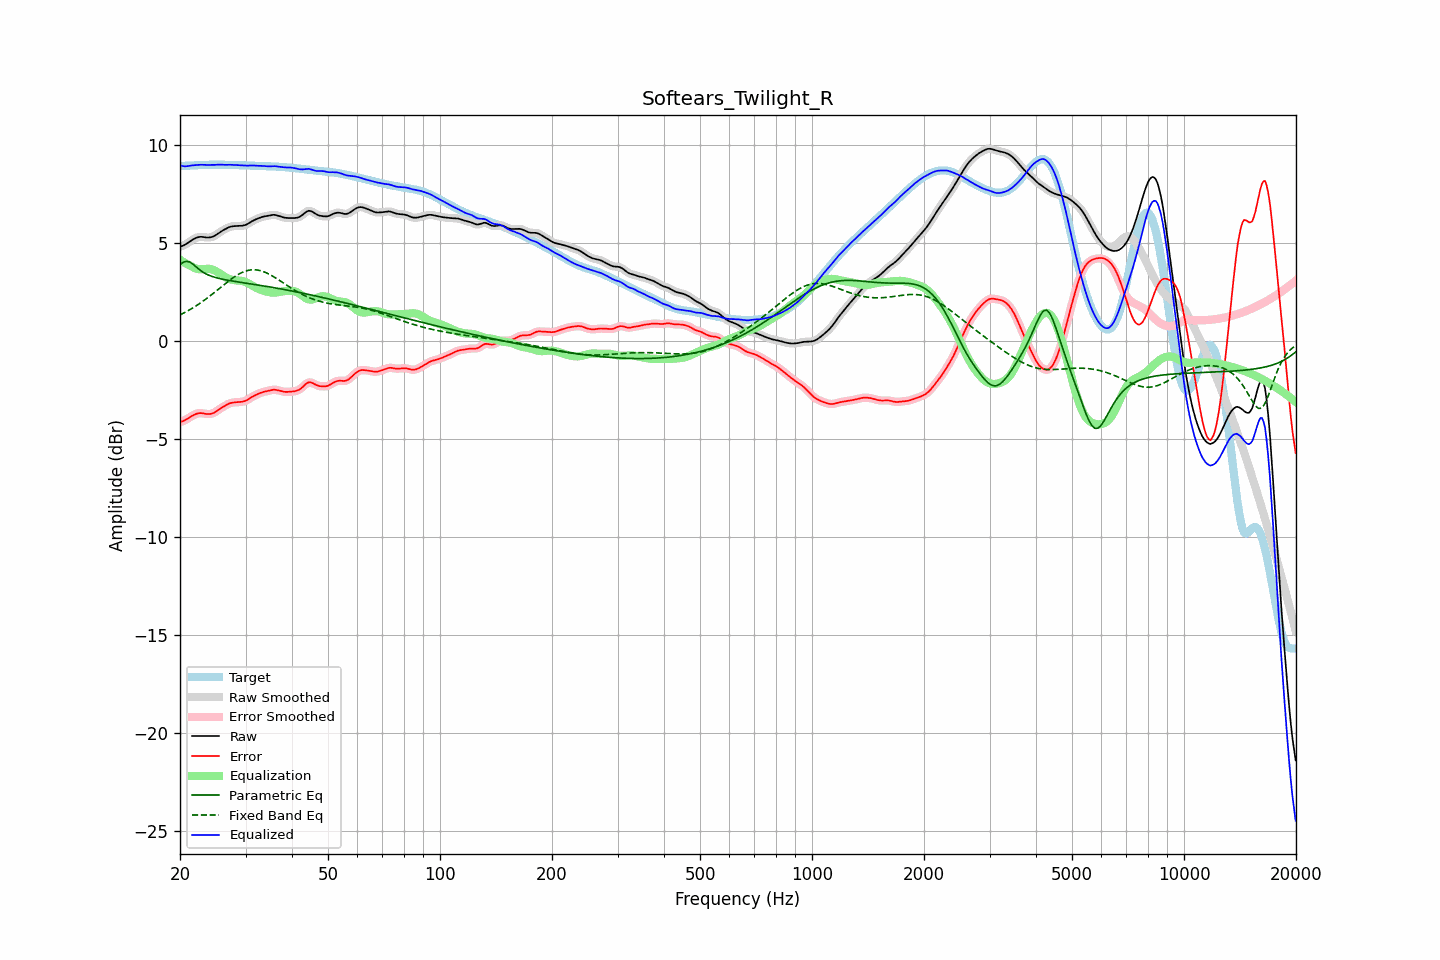 Softears_Twilight_R
Amplitude (dBr)
10
5
0
−5
−10
−15
−20
−25
Target
Raw Smoothed
Error Smoothed
Raw
Error
Equalization
Parametric Eq
Fixed Band Eq
Equalized
20 50 100 200 500 1000 2000 5000 10000 20000
Frequency (Hz)